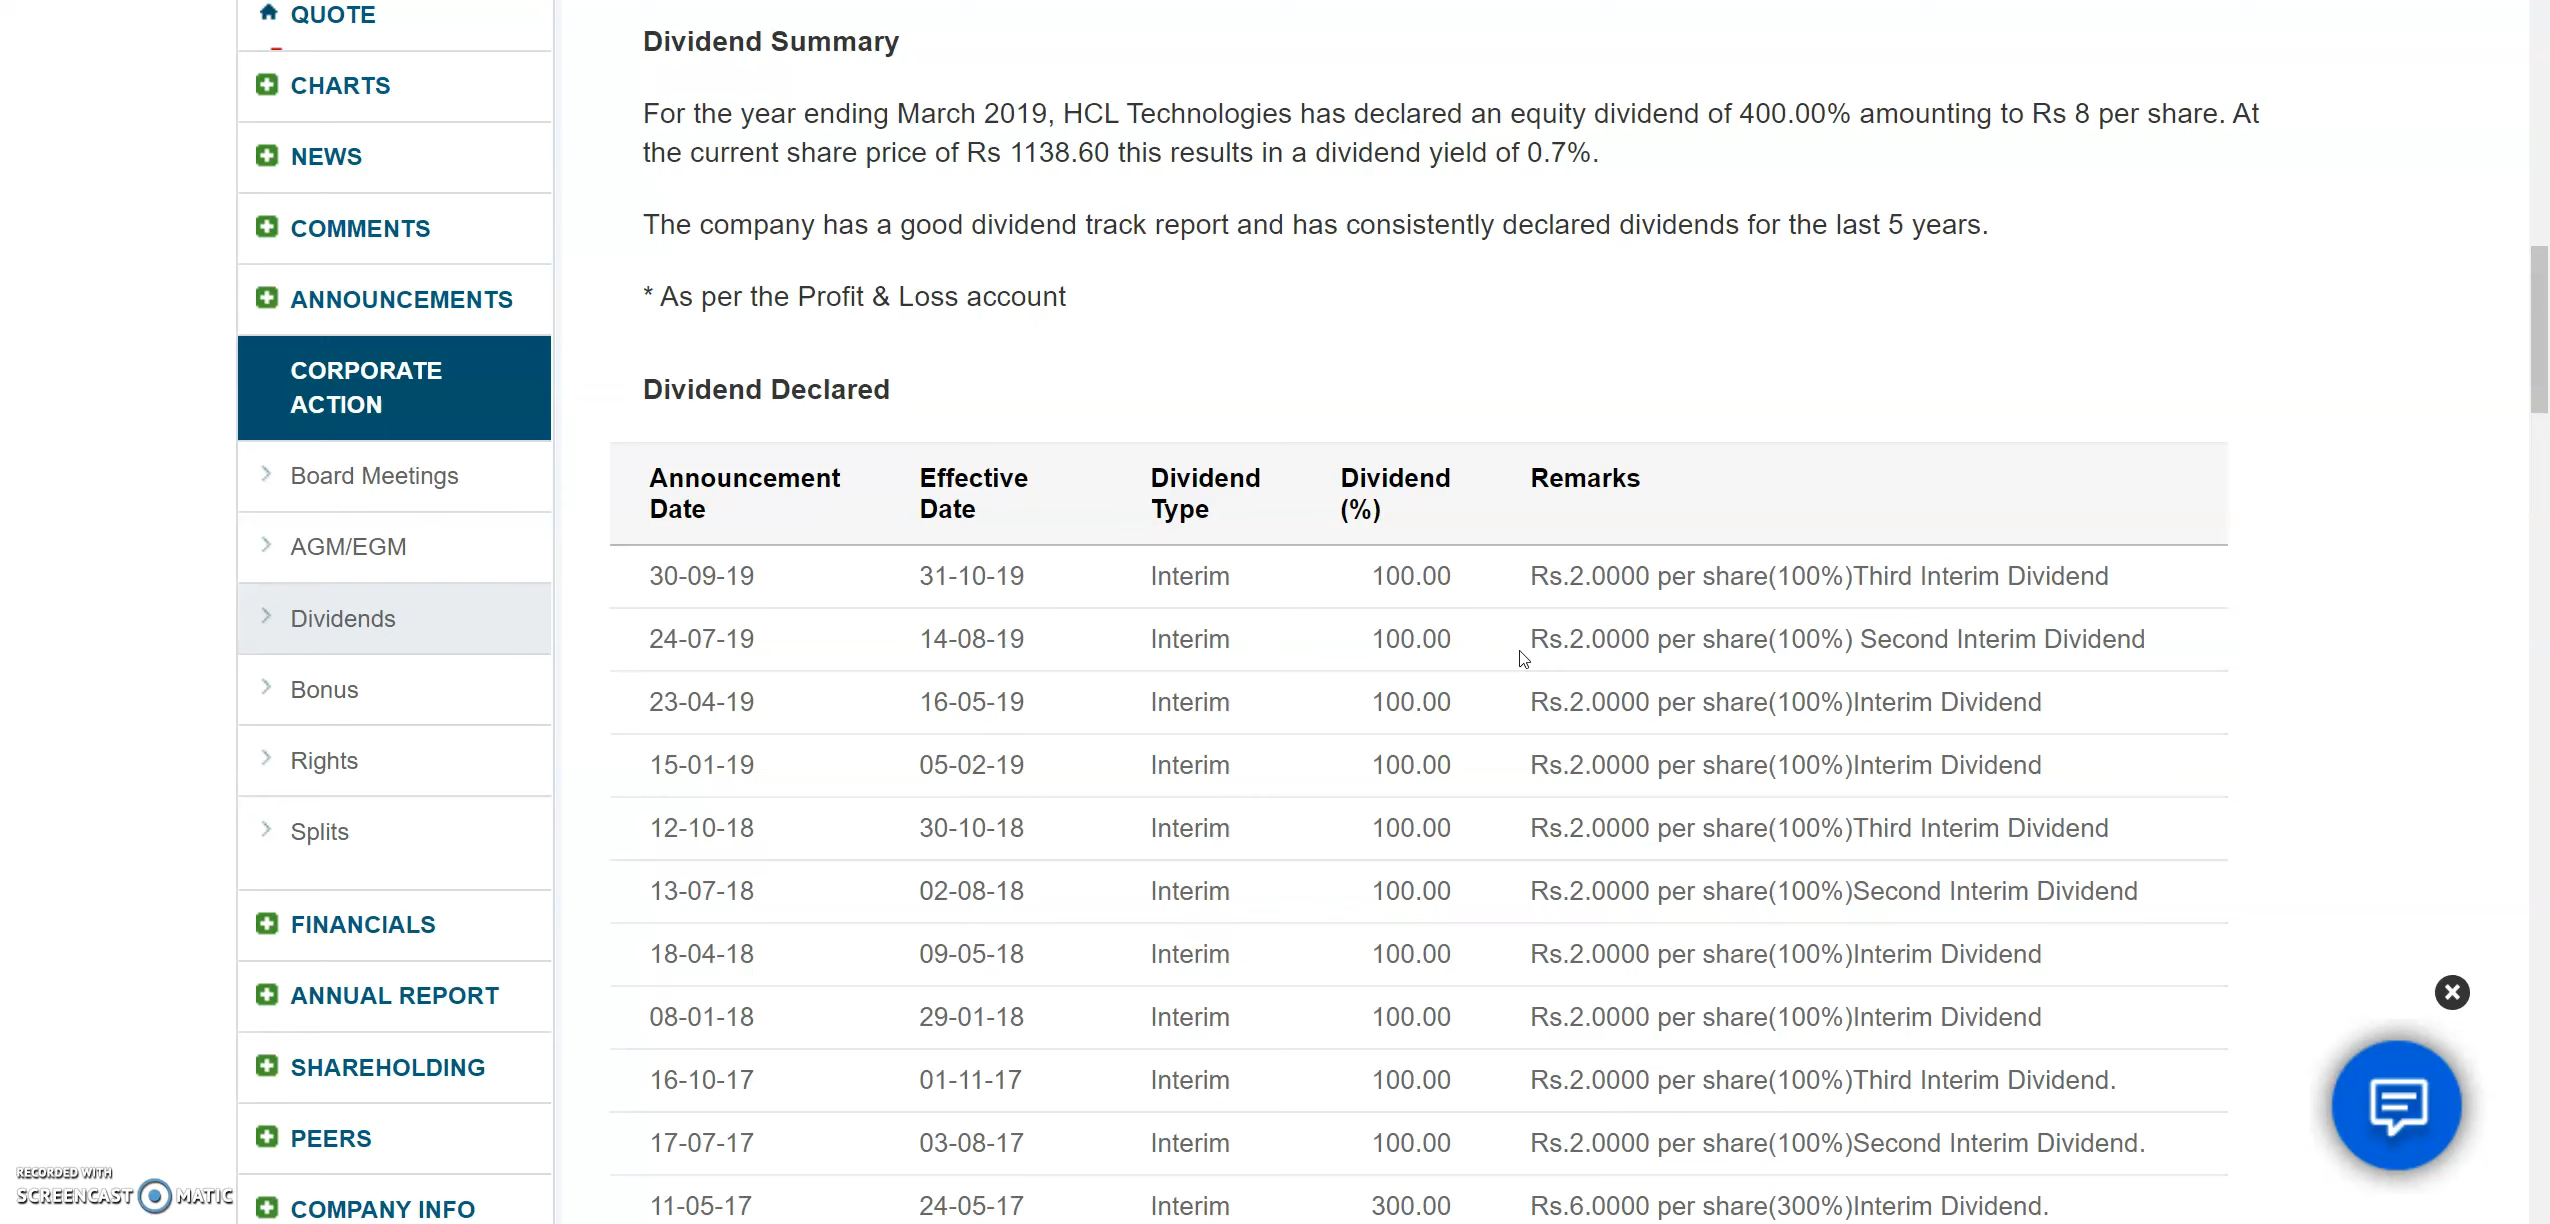 QUOTE
CHARTS
NEWS
COMMENTS
ANNOUNCEMENTS
CORPORATE
ACTION
Board Meetings
AGM/EGM
Dividends
Bonus
Rights
Splits
FINANCIALS
ANNUAL REPORT
SHAREHOLDING
PEERS
COMPANY INFO
Dividend Summary
For the year ending March 2019, HCL Technologies has declared an equity dividend of 400.00% amounting to Rs 8 per share. At
the current share price of Rs 1138.60 this results in a dividend yield of 0.7%.
The company has a good dividend track report and has consistently declared dividends for the last 5 years.
* As per the Profit & Loss account
Dividend Declared
Announcement Date Effective Date Dividend Type Dividend (%) Remarks
30-09-19 31-10-19 Interim 100.00 Rs.2.0000 per share(100%)Third Interim Dividend
24-07-19 14-08-19 Interim 100.00 Rs.2.0000 per share(100%) Second Interim Dividend
23-04-19 16-05-19 Interim 100.00 Rs.2.0000 per share(100%)Interim Dividend
15-01-19 05-02-19 Interim 100.00 Rs.2.0000 per share(100%)Interim Dividend
12-10-18 30-10-18 Interim 100.00 Rs.2.0000 per share(100%)Third Interim Dividend
13-07-18 02-08-18 Interim 100.00 Rs.2.0000 per share(100%)Second Interim Dividend
18-04-18 09-05-18 Interim 100.00 Rs.2.0000 per share(100%)Interim Dividend
08-01-18 29-01-18 Interim 100.00 Rs.2.0000 per share(100%)Interim Dividend
16-10-17 01-11-17 Interim 100.00 Rs.2.0000 per share(100%)Third Interim Dividend.
17-07-17 03-08-17 Interim 100.00 Rs.2.0000 per share(100%)Second Interim Dividend.
11-05-17 24-05-17 Interim 300.00 Rs.6.0000 per share(300%)Interim Dividend.
RECORDED WITH
SCREENCAST MATIC